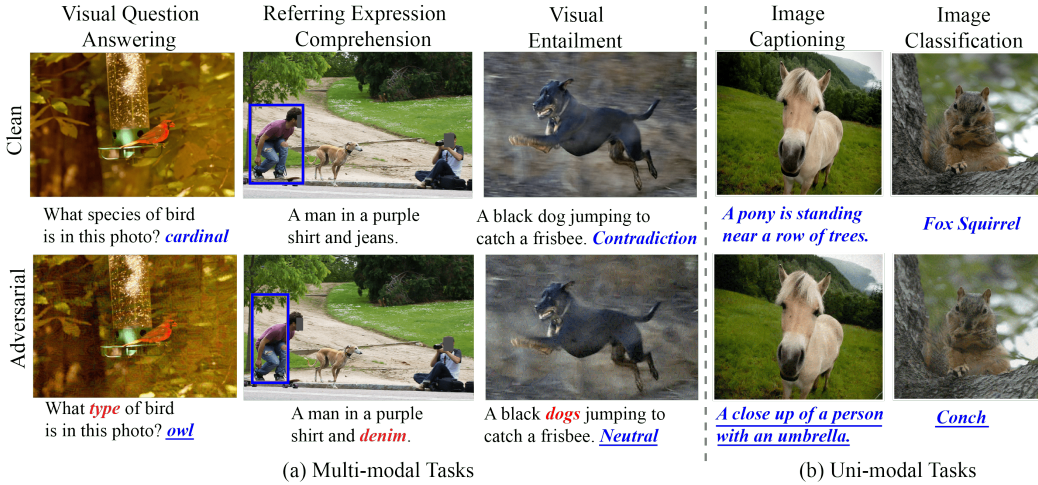 Visual Question
Answering
Referring Expression
Comprehension
Visual
Entailment
Image
Captioning
Image
Classification
Clean
What species of bird
is in this photo? cardinal
A man in a purple
shirt and jeans.
A black dog jumping to
catch a frisbee. Contradiction
A pony is standing
near a row of trees.
Fox Squirrel
Adversarial
What type of bird
is in this photo? owl
A man in a purple
shirt and denim.
A black dogs jumping to
catch a frisbee. Neutral
A close up of a person
with an umbrella.
Conch
(a) Multi-modal Tasks
(b) Uni-modal Tasks